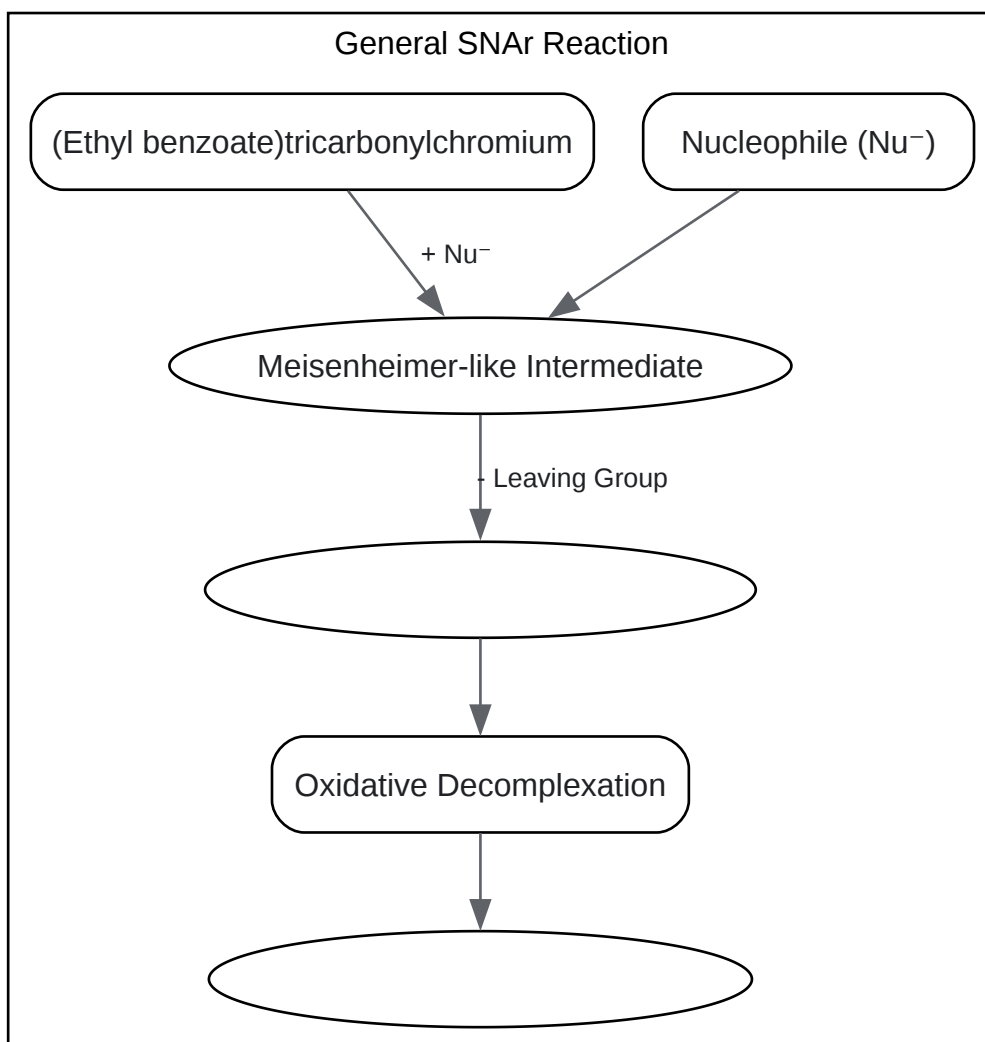 General SNAr Reaction
(Ethyl benzoate)tricarbonylchromium
Nucleophile (Nu⁻)
+ Nu⁻
Meisenheimer-like Intermediate
- Leaving Group
Oxidative Decomplexation